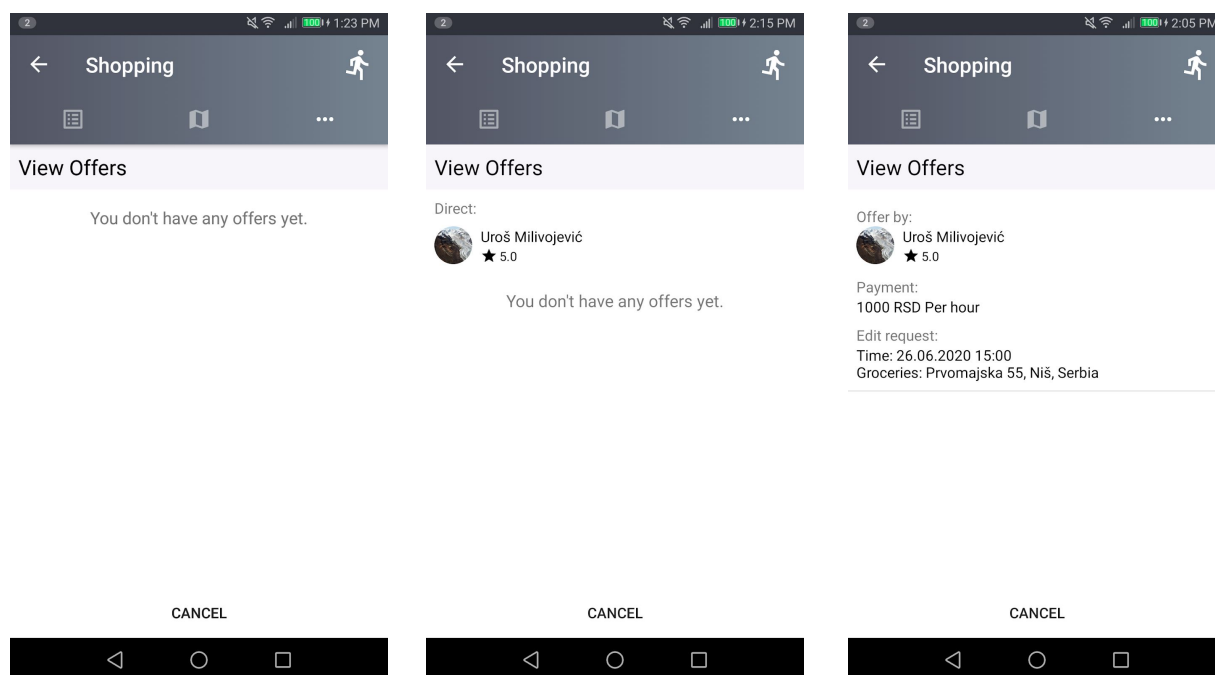 2 100 1:23 PM
Shopping
View Offers
You don't have any offers yet.
CANCEL
2 100 2:15 PM
Shopping
View Offers
Direct:
Uroš Milivojević
5.0
You don't have any offers yet.
CANCEL
2 100 2:05 PM
Shopping
View Offers
Offer by:
Uroš Milivojević
5.0
Payment:
1000 RSD Per hour
Edit request:
Time: 26.06.2020 15:00
Groceries: Prvomajska 55, Niš, Serbia
CANCEL